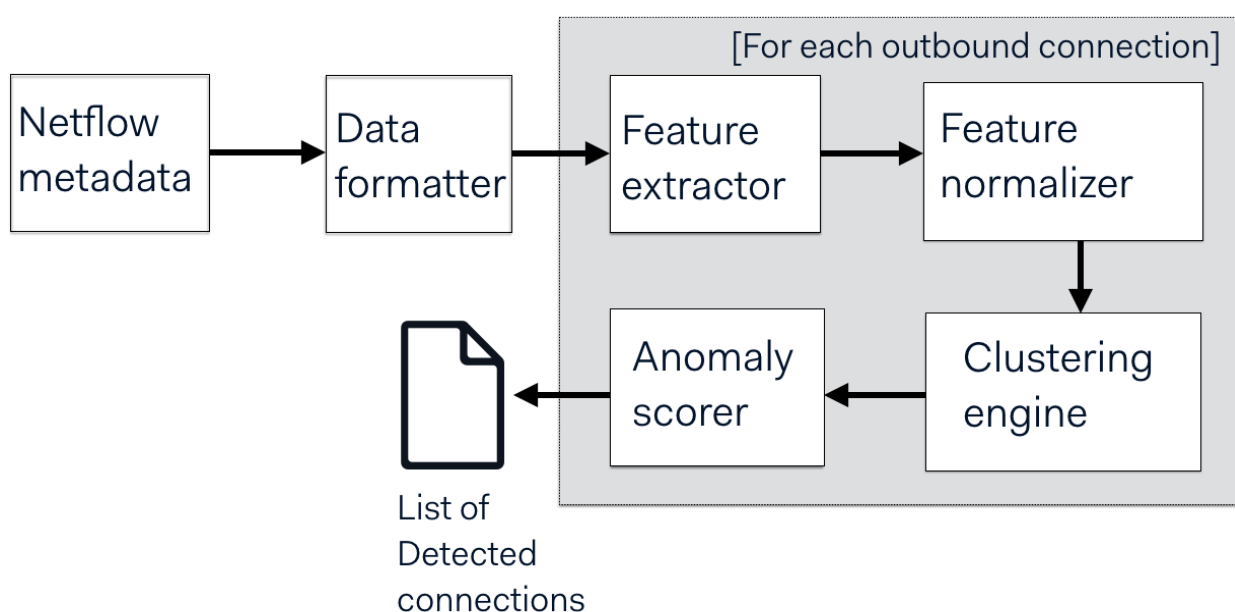 [For each outbound connection]
Netflow
metadata
Data
formatter
Feature
extractor
Feature
normalizer
Clustering
engine
Anomaly
scorer
List of
Detected
connections